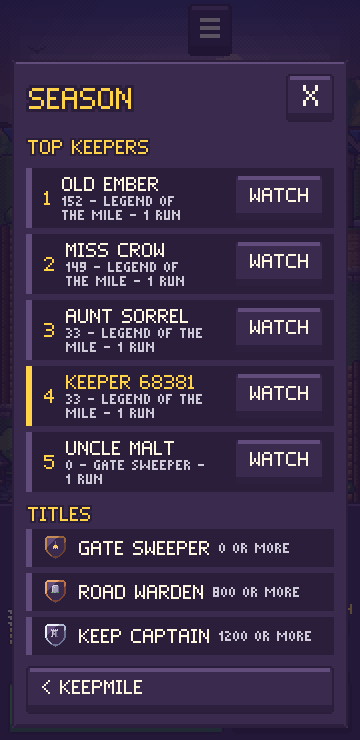 SEASON
X
TOP KEEPERS
1 OLD EMBER
152 - LEGEND OF
THE MILE - 1 RUN
WATCH
2 MISS CROW
149 - LEGEND OF
THE MILE - 1 RUN
WATCH
3 AUNT SORREL
33 - LEGEND OF THE
MILE - 1 RUN
WATCH
4 KEEPER 68381
33 - LEGEND OF THE
MILE - 1 RUN
WATCH
5 UNCLE MALT
0 - GATE SWEEPER -
1 RUN
WATCH
TITLES
GATE SWEEPER 0 OR MORE
ROAD WARDEN 800 OR MORE
KEEP CAPTAIN 1200 OR MORE
< KEEPMILE